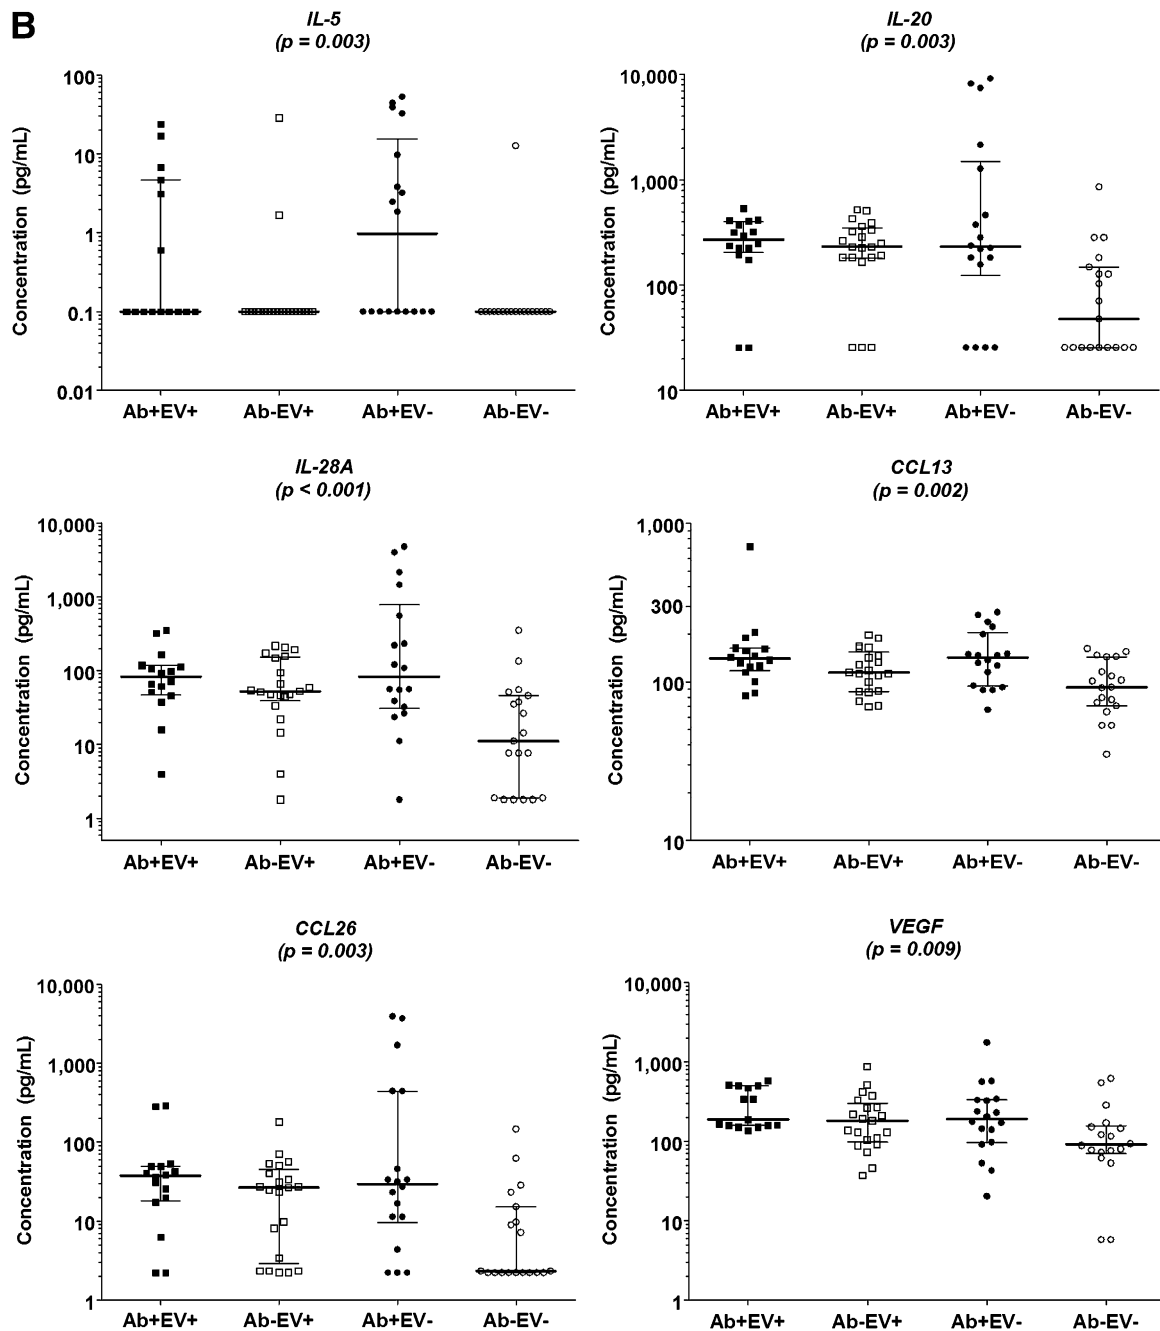 B
IL-5
(p = 0.003)
Concentration (pg/mL)
100
10
1
0.1
0.01
Ab+EV+ Ab-EV+ Ab+EV- Ab-EV-
IL-20
(p = 0.003)
Concentration (pg/mL)
10,000
1,000
100
10
Ab+EV+ Ab-EV+ Ab+EV- Ab-EV-
IL-28A
(p < 0.001)
Concentration (pg/mL)
10,000
1,000
100
10
1
Ab+EV+ Ab-EV+ Ab+EV- Ab-EV-
CCL13
(p = 0.002)
Concentration (pg/mL)
1,000
300
100
10
Ab+EV+ Ab-EV+ Ab+EV- Ab-EV-
CCL26
(p = 0.003)
Concentration (pg/mL)
10,000
1,000
100
10
1
Ab+EV+ Ab-EV+ Ab+EV- Ab-EV-
VEGF
(p = 0.009)
Concentration (pg/mL)
10,000
1,000
100
10
1
Ab+EV+ Ab-EV+ Ab+EV- Ab-EV-